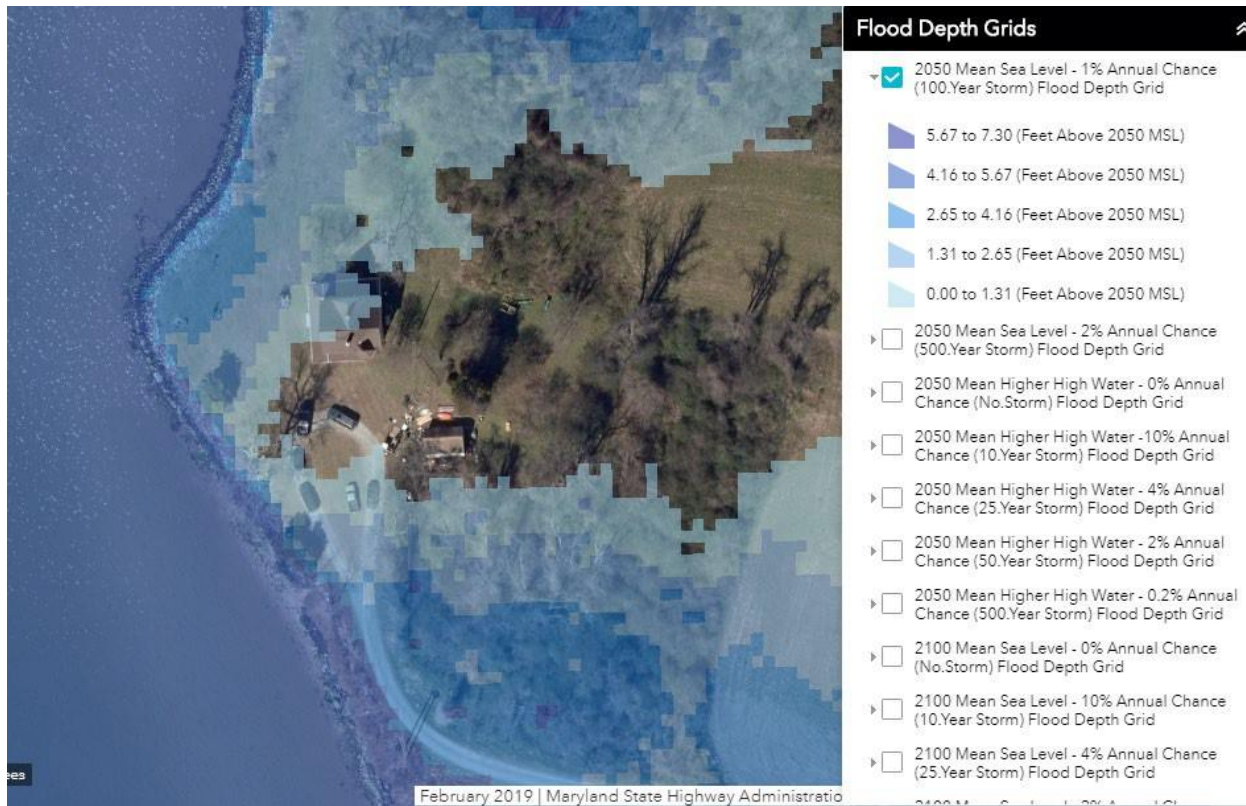 Flood Depth Grids
2050 Mean Sea Level - 1% Annual Chance
(100.Year Storm) Flood Depth Grid
5.67 to 7.30 (Feet Above 2050 MSL)
4.16 to 5.67 (Feet Above 2050 MSL)
2.65 to 4.16 (Feet Above 2050 MSL)
1.31 to 2.65 (Feet Above 2050 MSL)
0.00 to 1.31 (Feet Above 2050 MSL)
2050 Mean Sea Level - 2% Annual Chance
(500.Year Storm) Flood Depth Grid
2050 Mean Higher High Water - 0% Annual
Chance (No.Storm) Flood Depth Grid
2050 Mean Higher High Water -10% Annual
Chance (10.Year Storm) Flood Depth Grid
2050 Mean Higher High Water - 4% Annual
Chance (25.Year Storm) Flood Depth Grid
2050 Mean Higher High Water - 2% Annual
Chance (50.Year Storm) Flood Depth Grid
2050 Mean Higher High Water - 0.2% Annual
Chance (500.Year Storm) Flood Depth Grid
2100 Mean Sea Level - 0% Annual Chance
(No.Storm) Flood Depth Grid
2100 Mean Sea Level - 10% Annual Chance
(10.Year Storm) Flood Depth Grid
2100 Mean Sea Level - 4% Annual Chance
(25.Year Storm) Flood Depth Grid
ees
February 2019 | Maryland State Highway Administratio